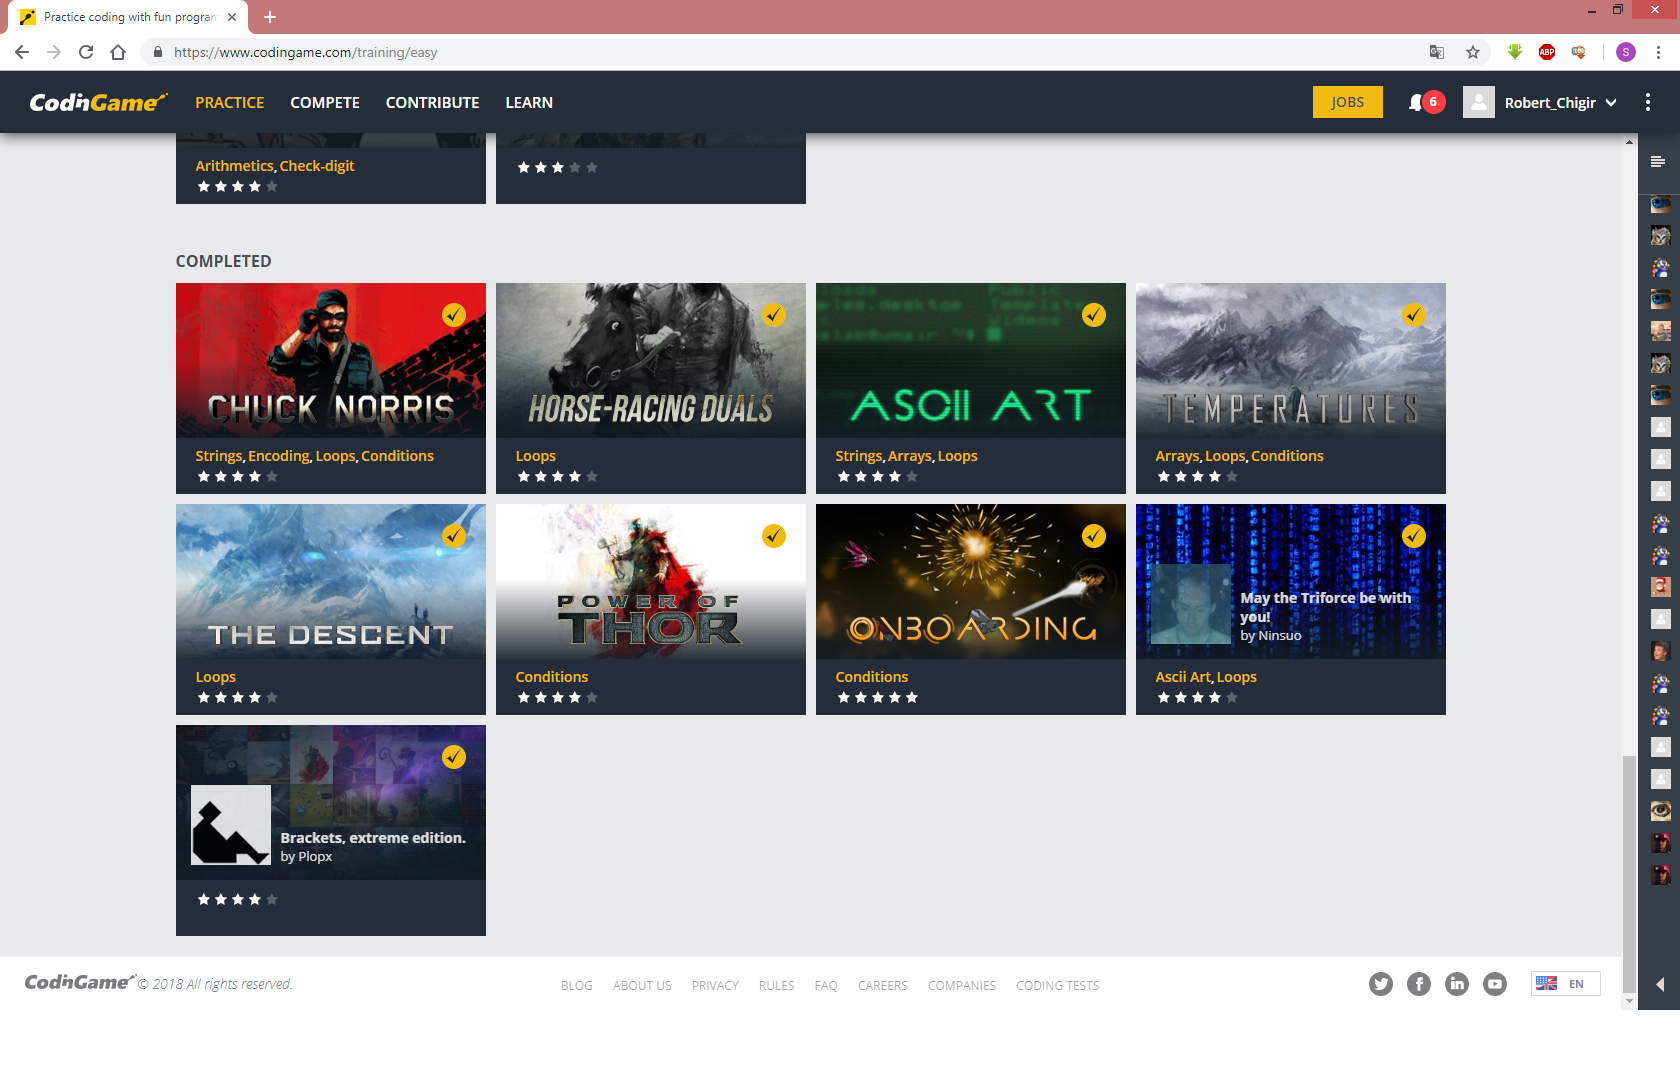 Practice coding with fun progran
https://www.codingame.com/training/easy
ABP
S
CodinGame
PRACTICE
COMPETE
CONTRIBUTE
LEARN
JOBS
6
Robert_Chigir
Arithmetics, Check-digit
COMPLETED
CHUCK NORRIS
Strings, Encoding, Loops, Conditions
HORSE-RACING DUALS
Loops
ASCII ART
Strings, Arrays, Loops
TEMPERATURES
Arrays, Loops, Conditions
THE DESCENT
Loops
POWER OF
THOR
Conditions
ONBOARDING
Conditions
May the Triforce be with
you!
by Ninsuo
Ascii Art, Loops
Brackets, extreme edition.
by Plopx
CodinGame © 2018 All rights reserved.
BLOG
ABOUT US
PRIVACY
RULES
FAQ
CAREERS
COMPANIES
CODING TESTS
EN